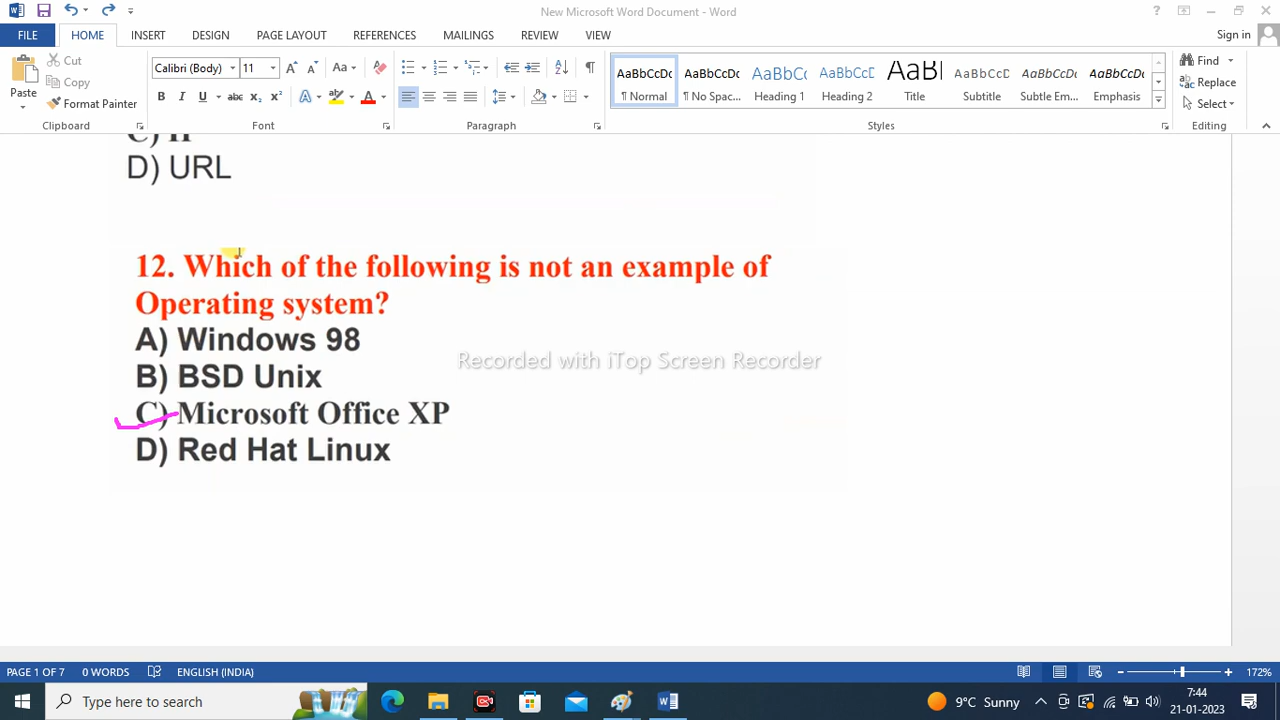 New Microsoft Word Document - Word
FILE HOME INSERT DESIGN PAGE LAYOUT REFERENCES MAILINGS REVIEW VIEW Sign in
Paste
Cut
Copy
Format Painter
Clipboard
Calibri (Body) 11
Font
Paragraph
AaBbCcDc AaBbCcDc AaBbCc AaBbCcC AaBl AaBbCcC AaBbCcDc AaBbCcDc
¶ Normal ¶ No Spac... Heading 1 Heading 2 Title Subtitle Subtle Em... Emphasis
Styles
Find
Replace
Select
Editing
D) URL
12. Which of the following is not an example of
Operating system?
A) Windows 98
B) BSD Unix
C) Microsoft Office XP
D) Red Hat Linux
Recorded with iTop Screen Recorder
PAGE 1 OF 7 0 WORDS ENGLISH (INDIA) 172%
Type here to search 9°C Sunny 7:44
21-01-2023